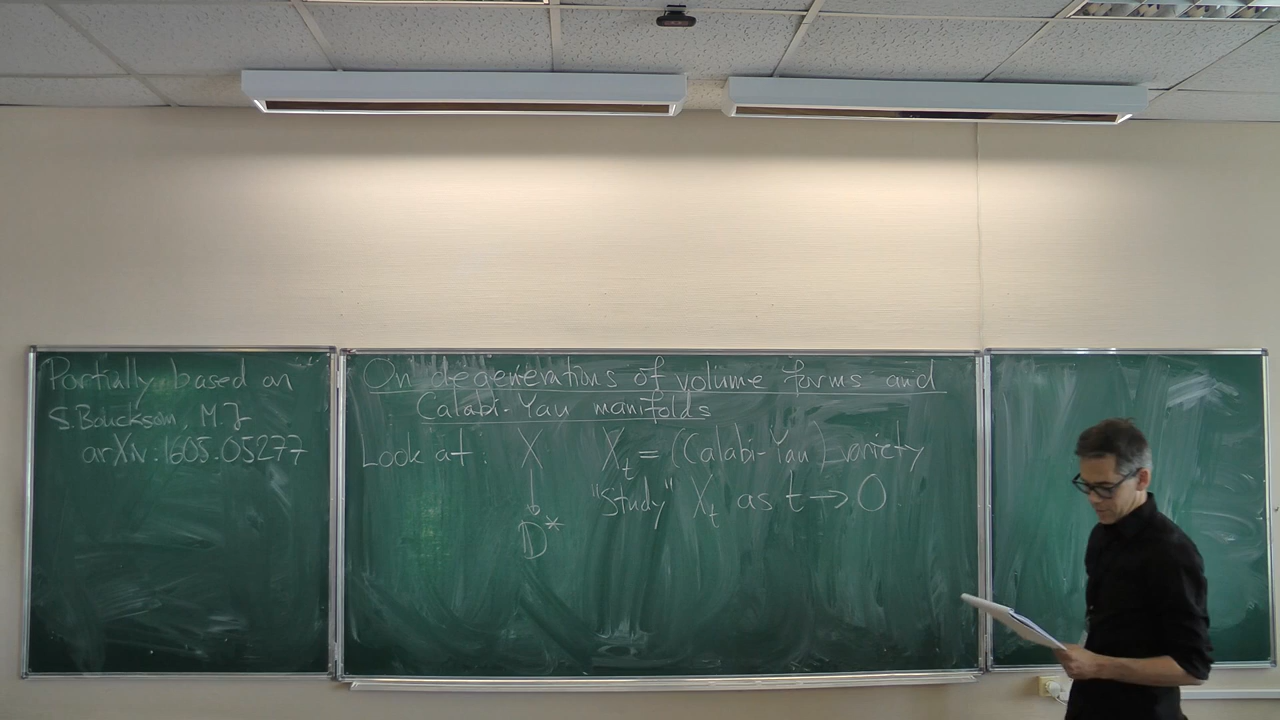 Partially based on
S. Boucksom, M. J
arXiv: 1605.05277
On degenerations of volume forms and
Calabi-Yau manifolds
Look at: X X_t = (Calabi-Yau) variety
↓ "Study" X_t as t → 0
D*